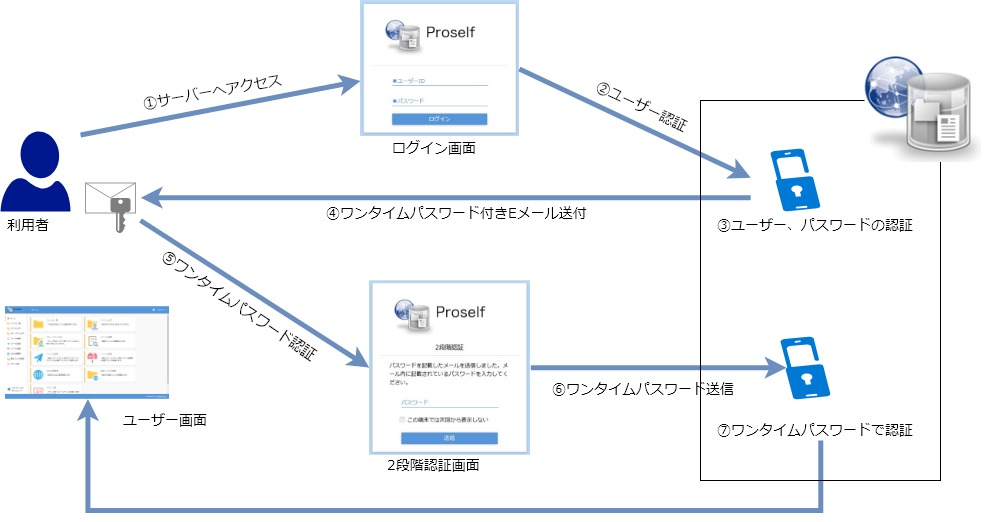 Proself
●ユーザーID
●パスワード
ログイン
ログイン画面
①サーバーへアクセス
②ユーザー認証
利用者
③ユーザー、パスワードの認証
④ワンタイムパスワード付きEメール送付
⑤ワンタイムパスワード認証
Proself
2段階認証
パスワードを記載したメールを送信しました。メ
ール内に記載されているパスワードを入力してく
ださい。
パスワード
この端末では次回から表示しない
送信
2段階認証画面
⑥ワンタイムパスワード送信
⑦ワンタイムパスワードで認証
ユーザー画面